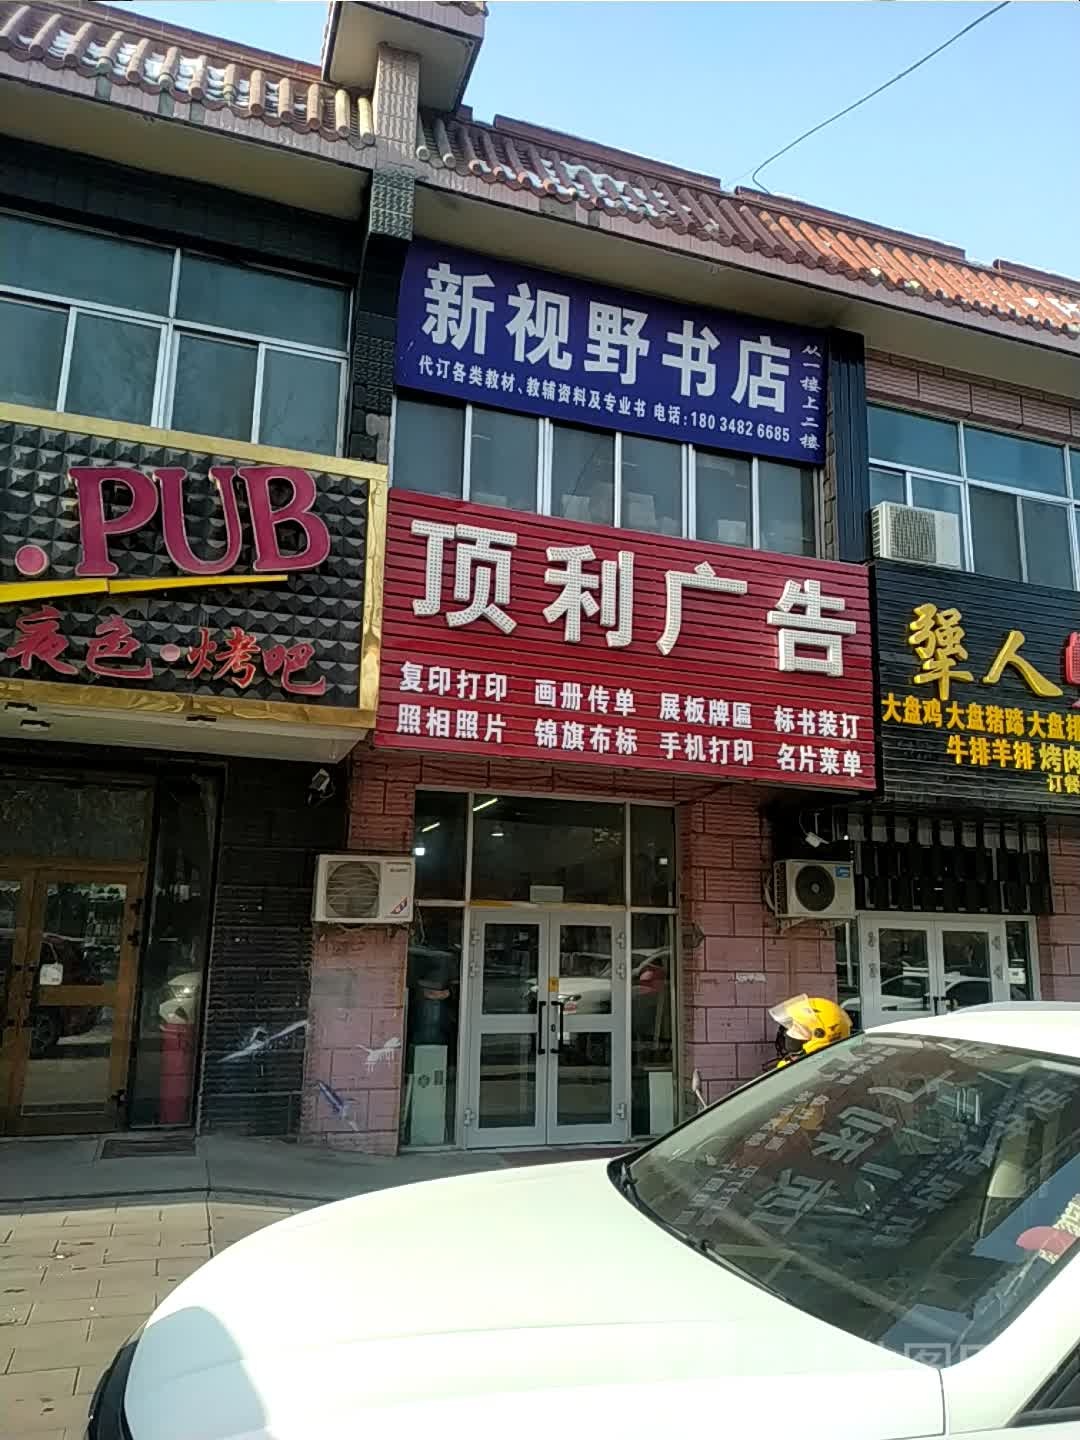 新视野书店
从一楼上二楼
代订各类教材、教辅资料及专业书 电话:180 3482 6685
.PUB
夜色·烤吧
顶利广告
复印打印 画册传单 展板牌匾 标书装订
照相照片 锦旗布标 手机打印 名片菜单
犟人
大盘鸡 大盘猪蹄 大盘排
牛排羊排 烤肉
订餐